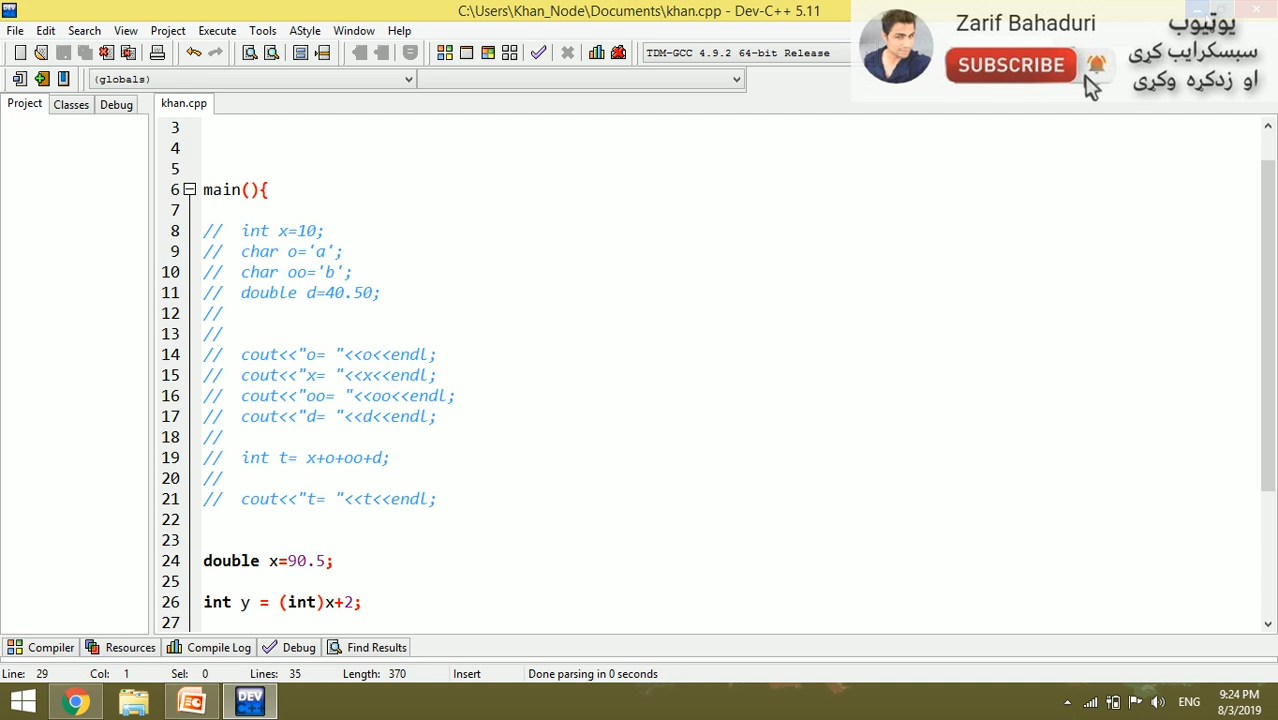 C:\Users\Khan_Node\Documents\khan.cpp - Dev-C++ 5.11
File Edit Search View Project Execute Tools AStyle Window Help
TDM-GCC 4.9.2 64-bit Release
(globals)
Zarif Bahaduri
SUBSCRIBE
یوټیوب
سبسکرایب کړی
او زدکړه وکړی
Project Classes Debug
khan.cpp
3
4
5
6 main(){
7
8 // int x=10;
9 // char o='a';
10 // char oo='b';
11 // double d=40.50;
12 //
13 //
14 // cout<<"o= "<<o<<endl;
15 // cout<<"x= "<<x<<endl;
16 // cout<<"oo= "<<oo<<endl;
17 // cout<<"d= "<<d<<endl;
18 //
19 // int t= x+o+oo+d;
20 //
21 // cout<<"t= "<<t<<endl;
22
23
24 double x=90.5;
25
26 int y = (int)x+2;
27
Compiler Resources Compile Log Debug Find Results
Line: 29 Col: 1 Sel: 0 Lines: 35 Length: 370 Insert Done parsing in 0 seconds
DEV C++
ENG
9:24 PM
8/3/2019